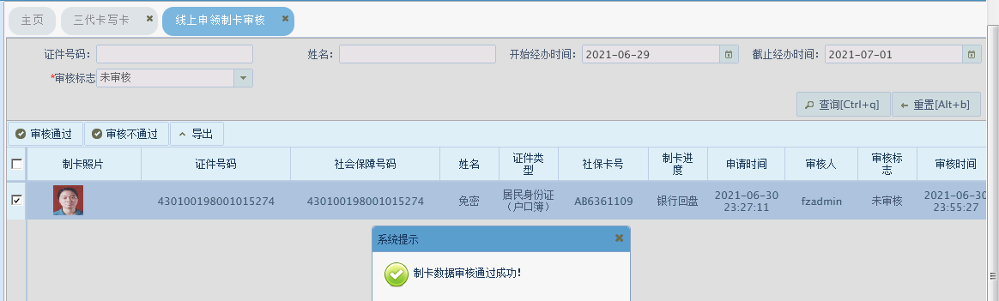 主页 三代卡写卡 线上申领制卡审核
证件号码： 姓名： 开始经办时间： 2021-06-29 截止经办时间： 2021-07-01
*审核标志 未审核
查询[Ctrl+q] 重置[Alt+b]
审核通过 审核不通过 导出
制卡照片 证件号码 社会保障号码 姓名 证件类型 社保卡号 制卡进度 申请时间 审核人 审核标志 审核时间
430100198001015274 430100198001015274 免密 居民身份证（户口簿） AB6361109 银行回盘 2021-06-30 23:27:11 fzadmin 未审核 2021-06-30 23:55:27
系统提示
制卡数据审核通过成功!